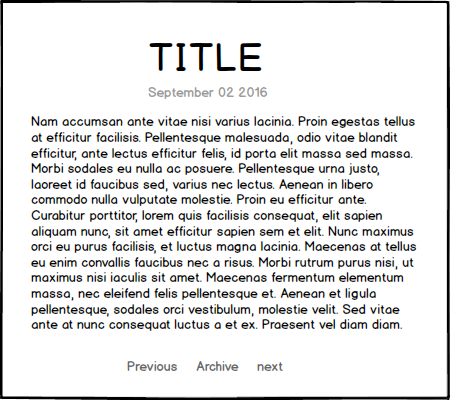 TITLE
September 02 2016
Nam accumsan ante vitae nisi varius lacinia. Proin egestas tellus
at efficitur facilisis. Pellentesque malesuada, odio vitae blandit
efficitur, ante lectus efficitur felis, id porta elit massa sed massa.
Morbi sodales eu nulla ac posuere. Pellentesque urna justo,
laoreet id faucibus sed, varius nec lectus. Aenean in libero
commodo nulla vulputate molestie. Proin eu efficitur ante.
Curabitur porttitor, lorem quis facilisis consequat, elit sapien
aliquam nunc, sit amet efficitur sapien sem et elit. Nunc maximus
orci eu purus facilisis, et luctus magna lacinia. Maecenas at tellus
eu enim convallis faucibus nec a risus. Morbi rutrum purus nisi, ut
maximus nisi iaculis sit amet. Maecenas fermentum elementum
massa, nec eleifend felis pellentesque et. Aenean et ligula
pellentesque, sodales orci vestibulum, molestie velit. Sed vitae
ante at nunc consequat luctus a et ex. Praesent vel diam diam.
Previous Archive next